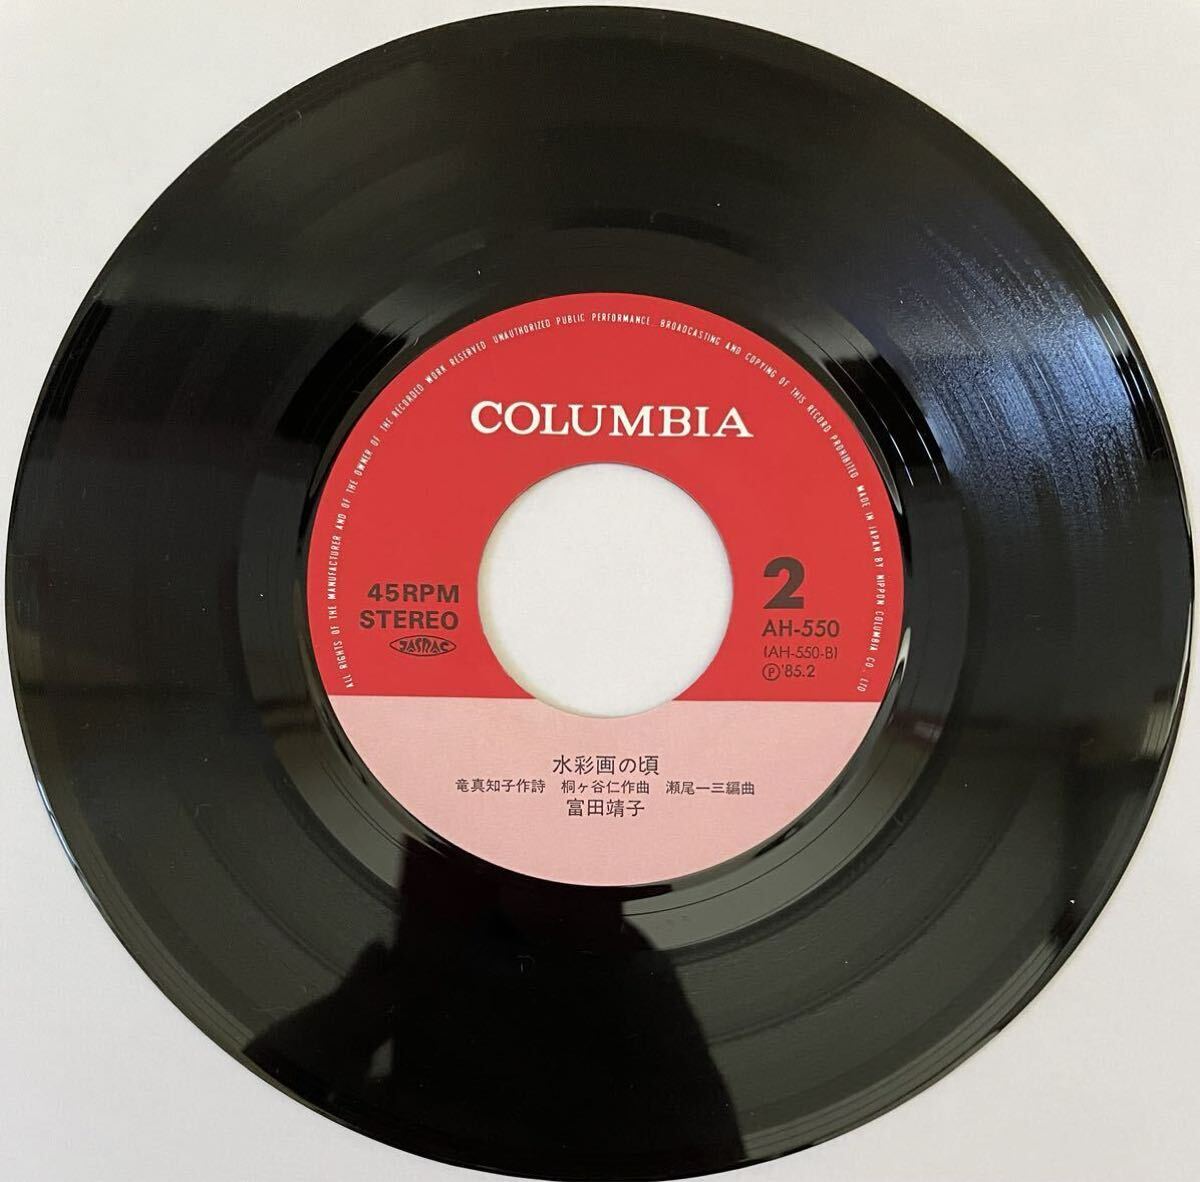 ALL RIGHTS OF THE MANUFACTURER AND OF THE OWNER OF THE RECORDED WORK RESERVED UNAUTHORIZED PUBLIC PERFORMANCE BROADCASTING AND COPYING OF THIS RECORD PROHIBITED MADE IN JAPAN BY NIPPON COLUMBIA CO., LTD
COLUMBIA
45RPM
STEREO
JASRAC
2
AH-550
(AH-550-B)
Ⓟ'85.2
水彩画の頃
竜真知子作詩 桐ヶ谷仁作曲 瀬尾一三編曲
富田靖子